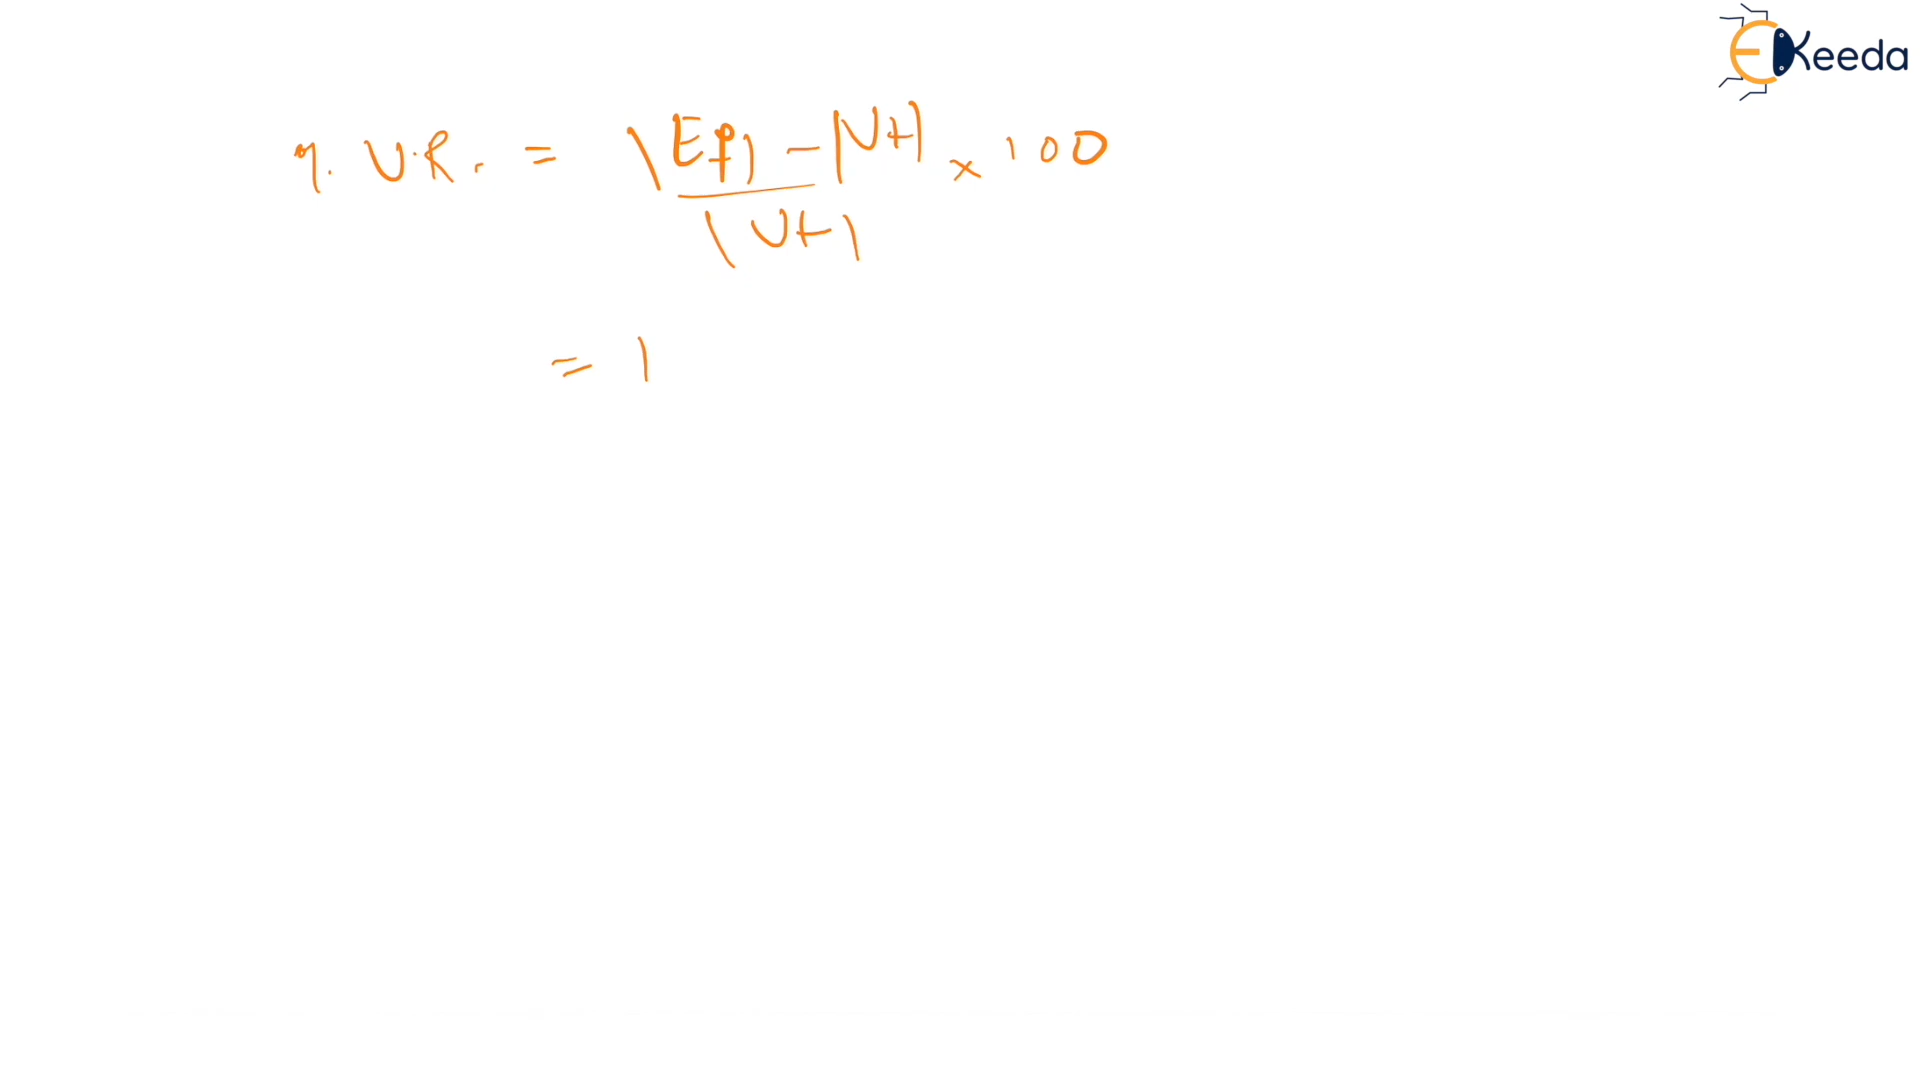 EKeeda
%. V.R. = |Ef| - |Vt| x 100
|Vt|
= 1